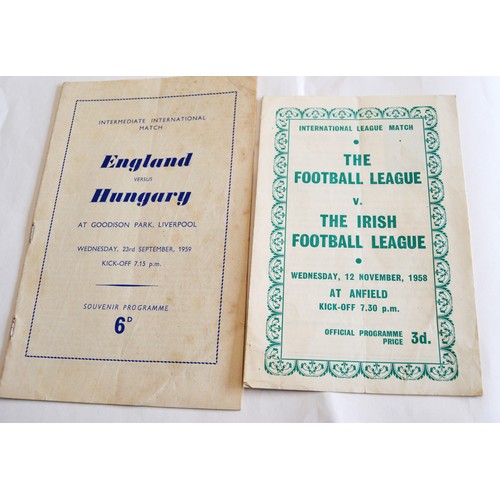 INTERMEDIATE INTERNATIONAL
MATCH
England
VERSUS
Hungary
AT GOODISON PARK, LIVERPOOL
WEDNESDAY, 23rd SEPTEMBER, 1959
KICK-OFF 7.15 p.m.
SOUVENIR PROGRAMME
6D
INTERNATIONAL LEAGUE MATCH
THE
FOOTBALL LEAGUE
v.
THE IRISH
FOOTBALL LEAGUE
WEDNESDAY, 12 NOVEMBER, 1958
AT ANFIELD
KICK-OFF 7.30 p.m.
OFFICIAL PROGRAMME
PRICE 3d.